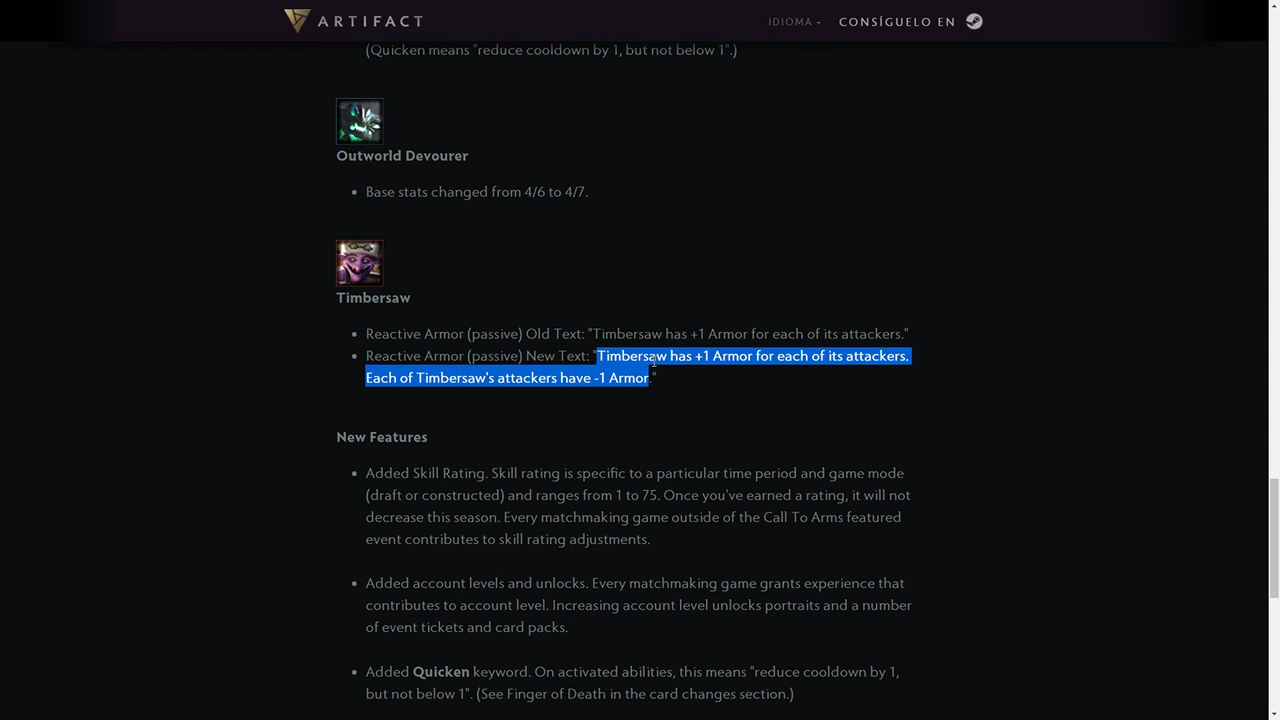 ARTIFACT
IDIOMA
CONSÍGUELO EN
(Quicken means "reduce cooldown by 1, but not below 1".)
Outworld Devourer
• Base stats changed from 4/6 to 4/7.
Timbersaw
• Reactive Armor (passive) Old Text: "Timbersaw has +1 Armor for each of its attackers."
• Reactive Armor (passive) New Text: "Timbersaw has +1 Armor for each of its attackers.
Each of Timbersaw's attackers have -1 Armor."
New Features
• Added Skill Rating. Skill rating is specific to a particular time period and game mode
(draft or constructed) and ranges from 1 to 75. Once you've earned a rating, it will not
decrease this season. Every matchmaking game outside of the Call To Arms featured
event contributes to skill rating adjustments.
• Added account levels and unlocks. Every matchmaking game grants experience that
contributes to account level. Increasing account level unlocks portraits and a number
of event tickets and card packs.
• Added Quicken keyword. On activated abilities, this means "reduce cooldown by 1,
but not below 1". (See Finger of Death in the card changes section.)